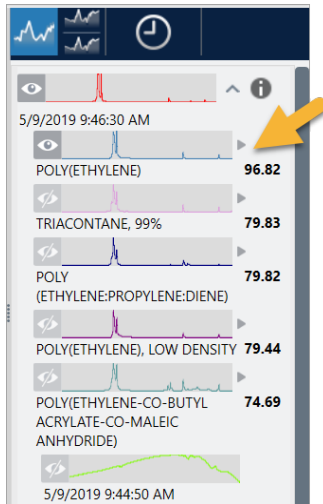 5/9/2019 9:46:30 AM
POLY(ETHYLENE) 96.82
TRIACONTANE, 99% 79.83
POLY 79.82
(ETHYLENE:PROPYLENE:DIENE)
POLY(ETHYLENE), LOW DENSITY 79.44
POLY(ETHYLENE-CO-BUTYL 74.69
ACRYLATE-CO-MALEIC
ANHYDRIDE)
5/9/2019 9:44:50 AM